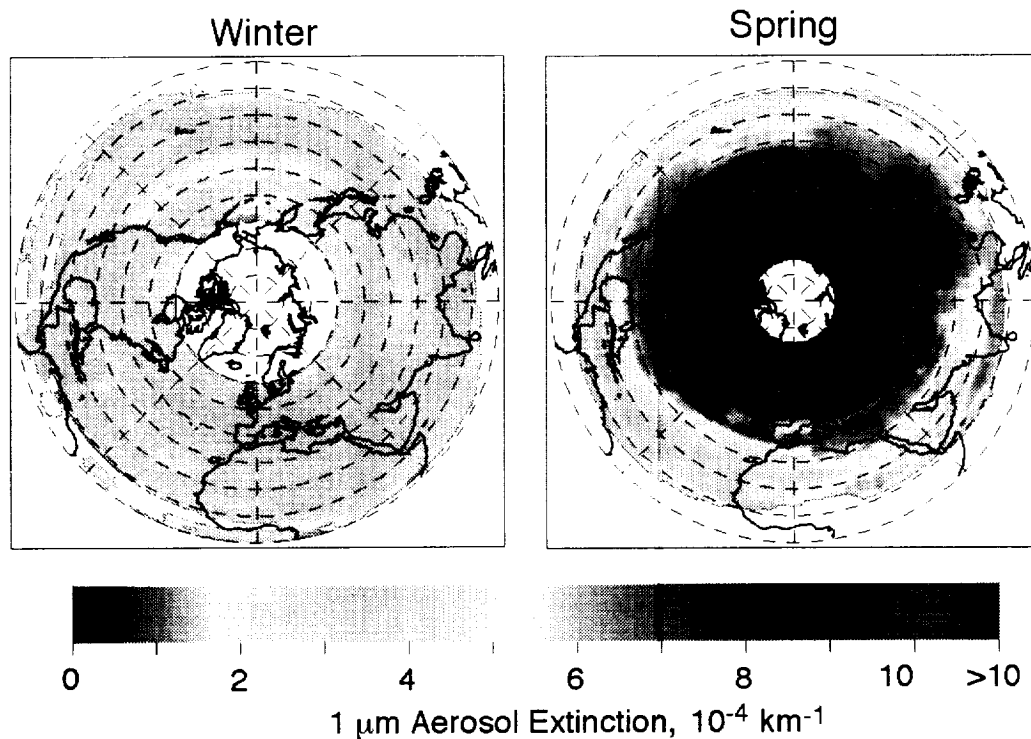 Winter
Spring
0 2 4 6 8 10 >10
1 μm Aerosol Extinction, 10⁻⁴ km⁻¹